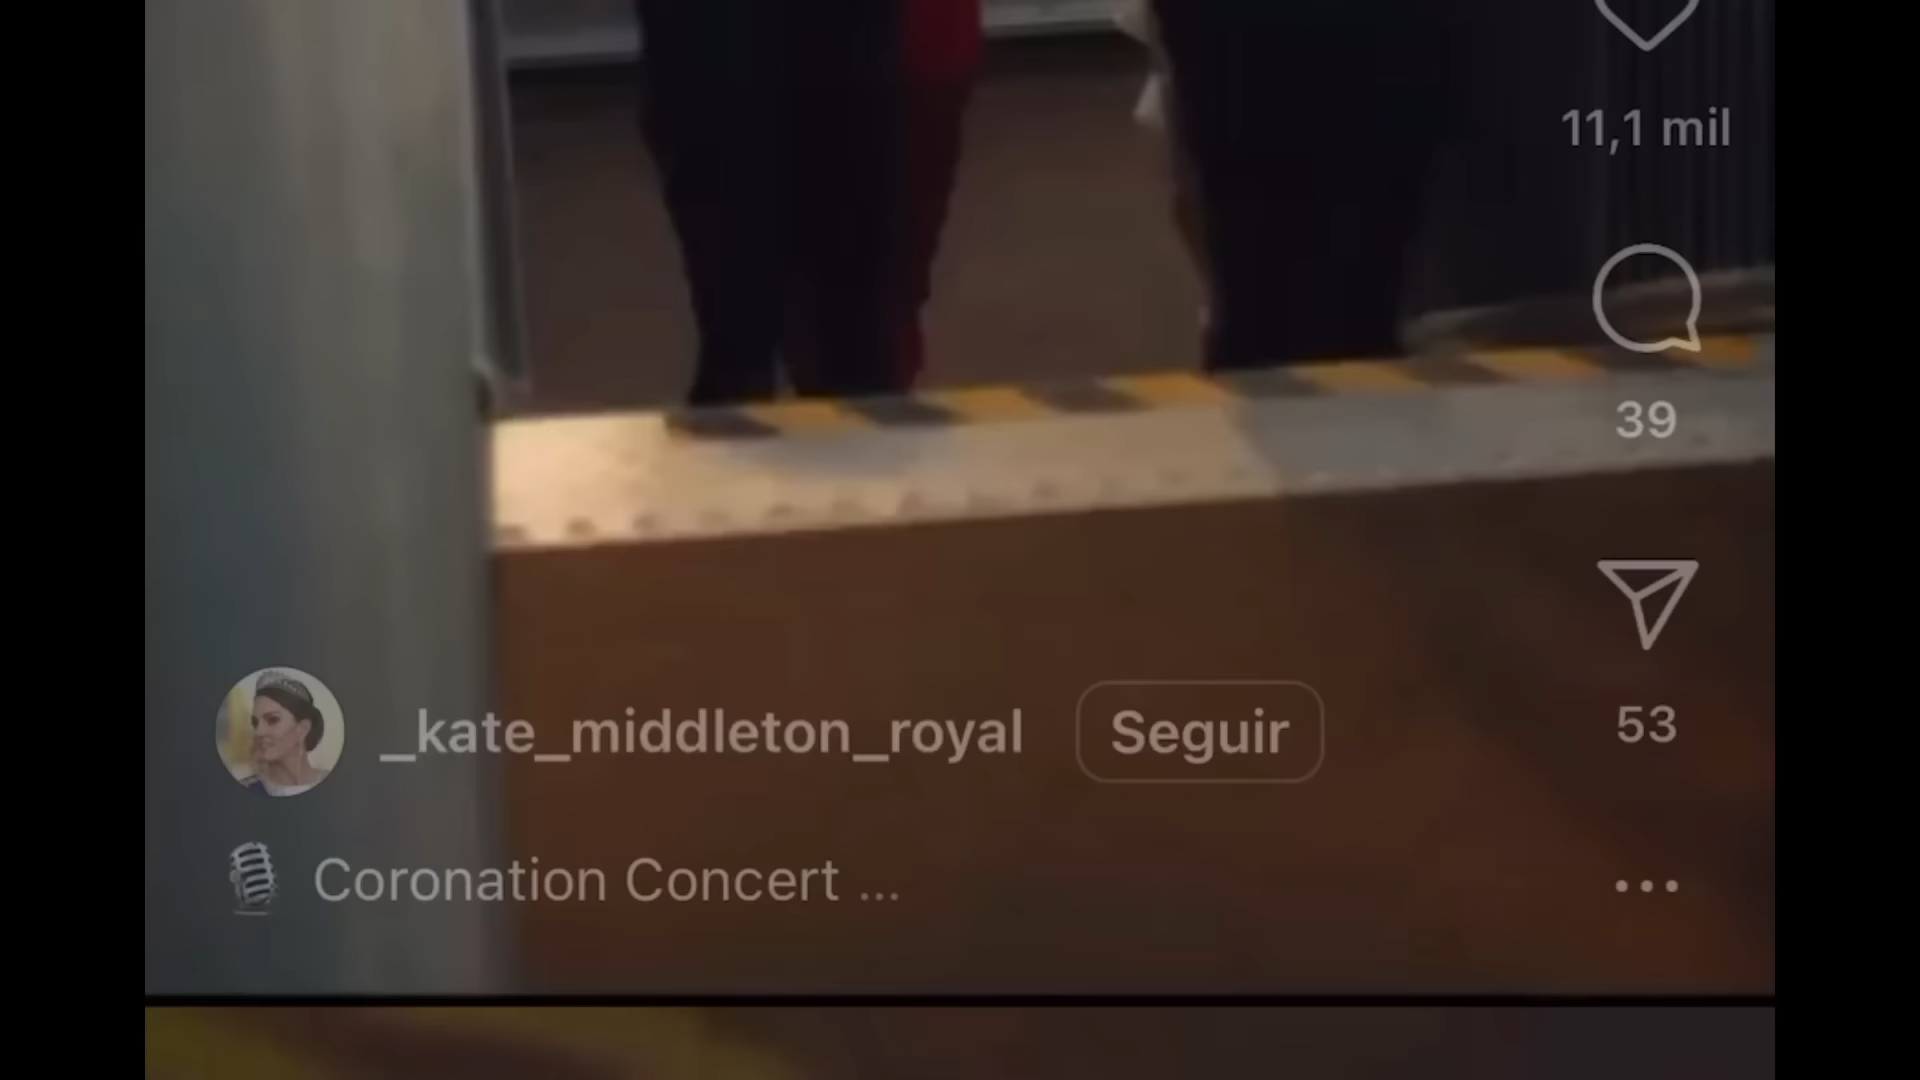 11,1 mil
39
53
_kate_middleton_royal Seguir
Coronation Concert ...